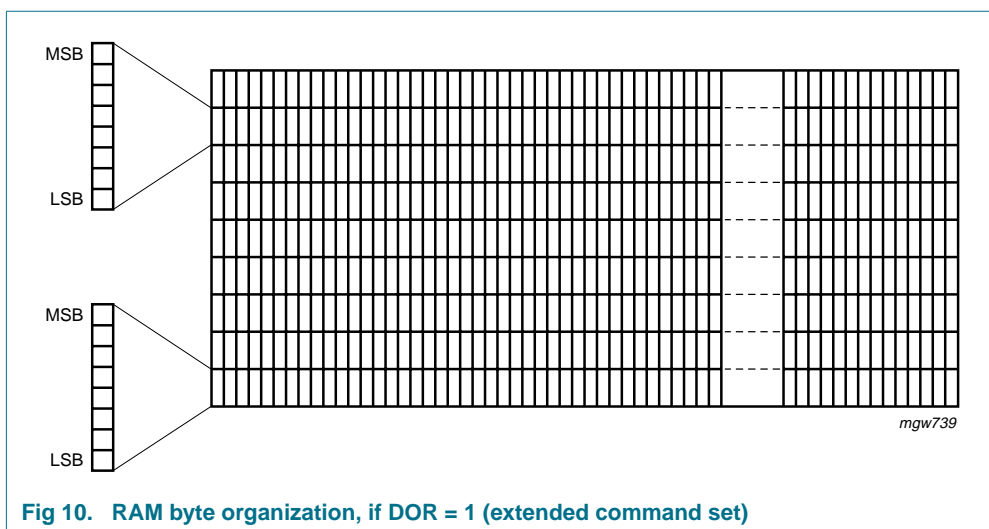 MSB
LSB
MSB
LSB
mgw739
Fig 10. RAM byte organization, if DOR = 1 (extended command set)